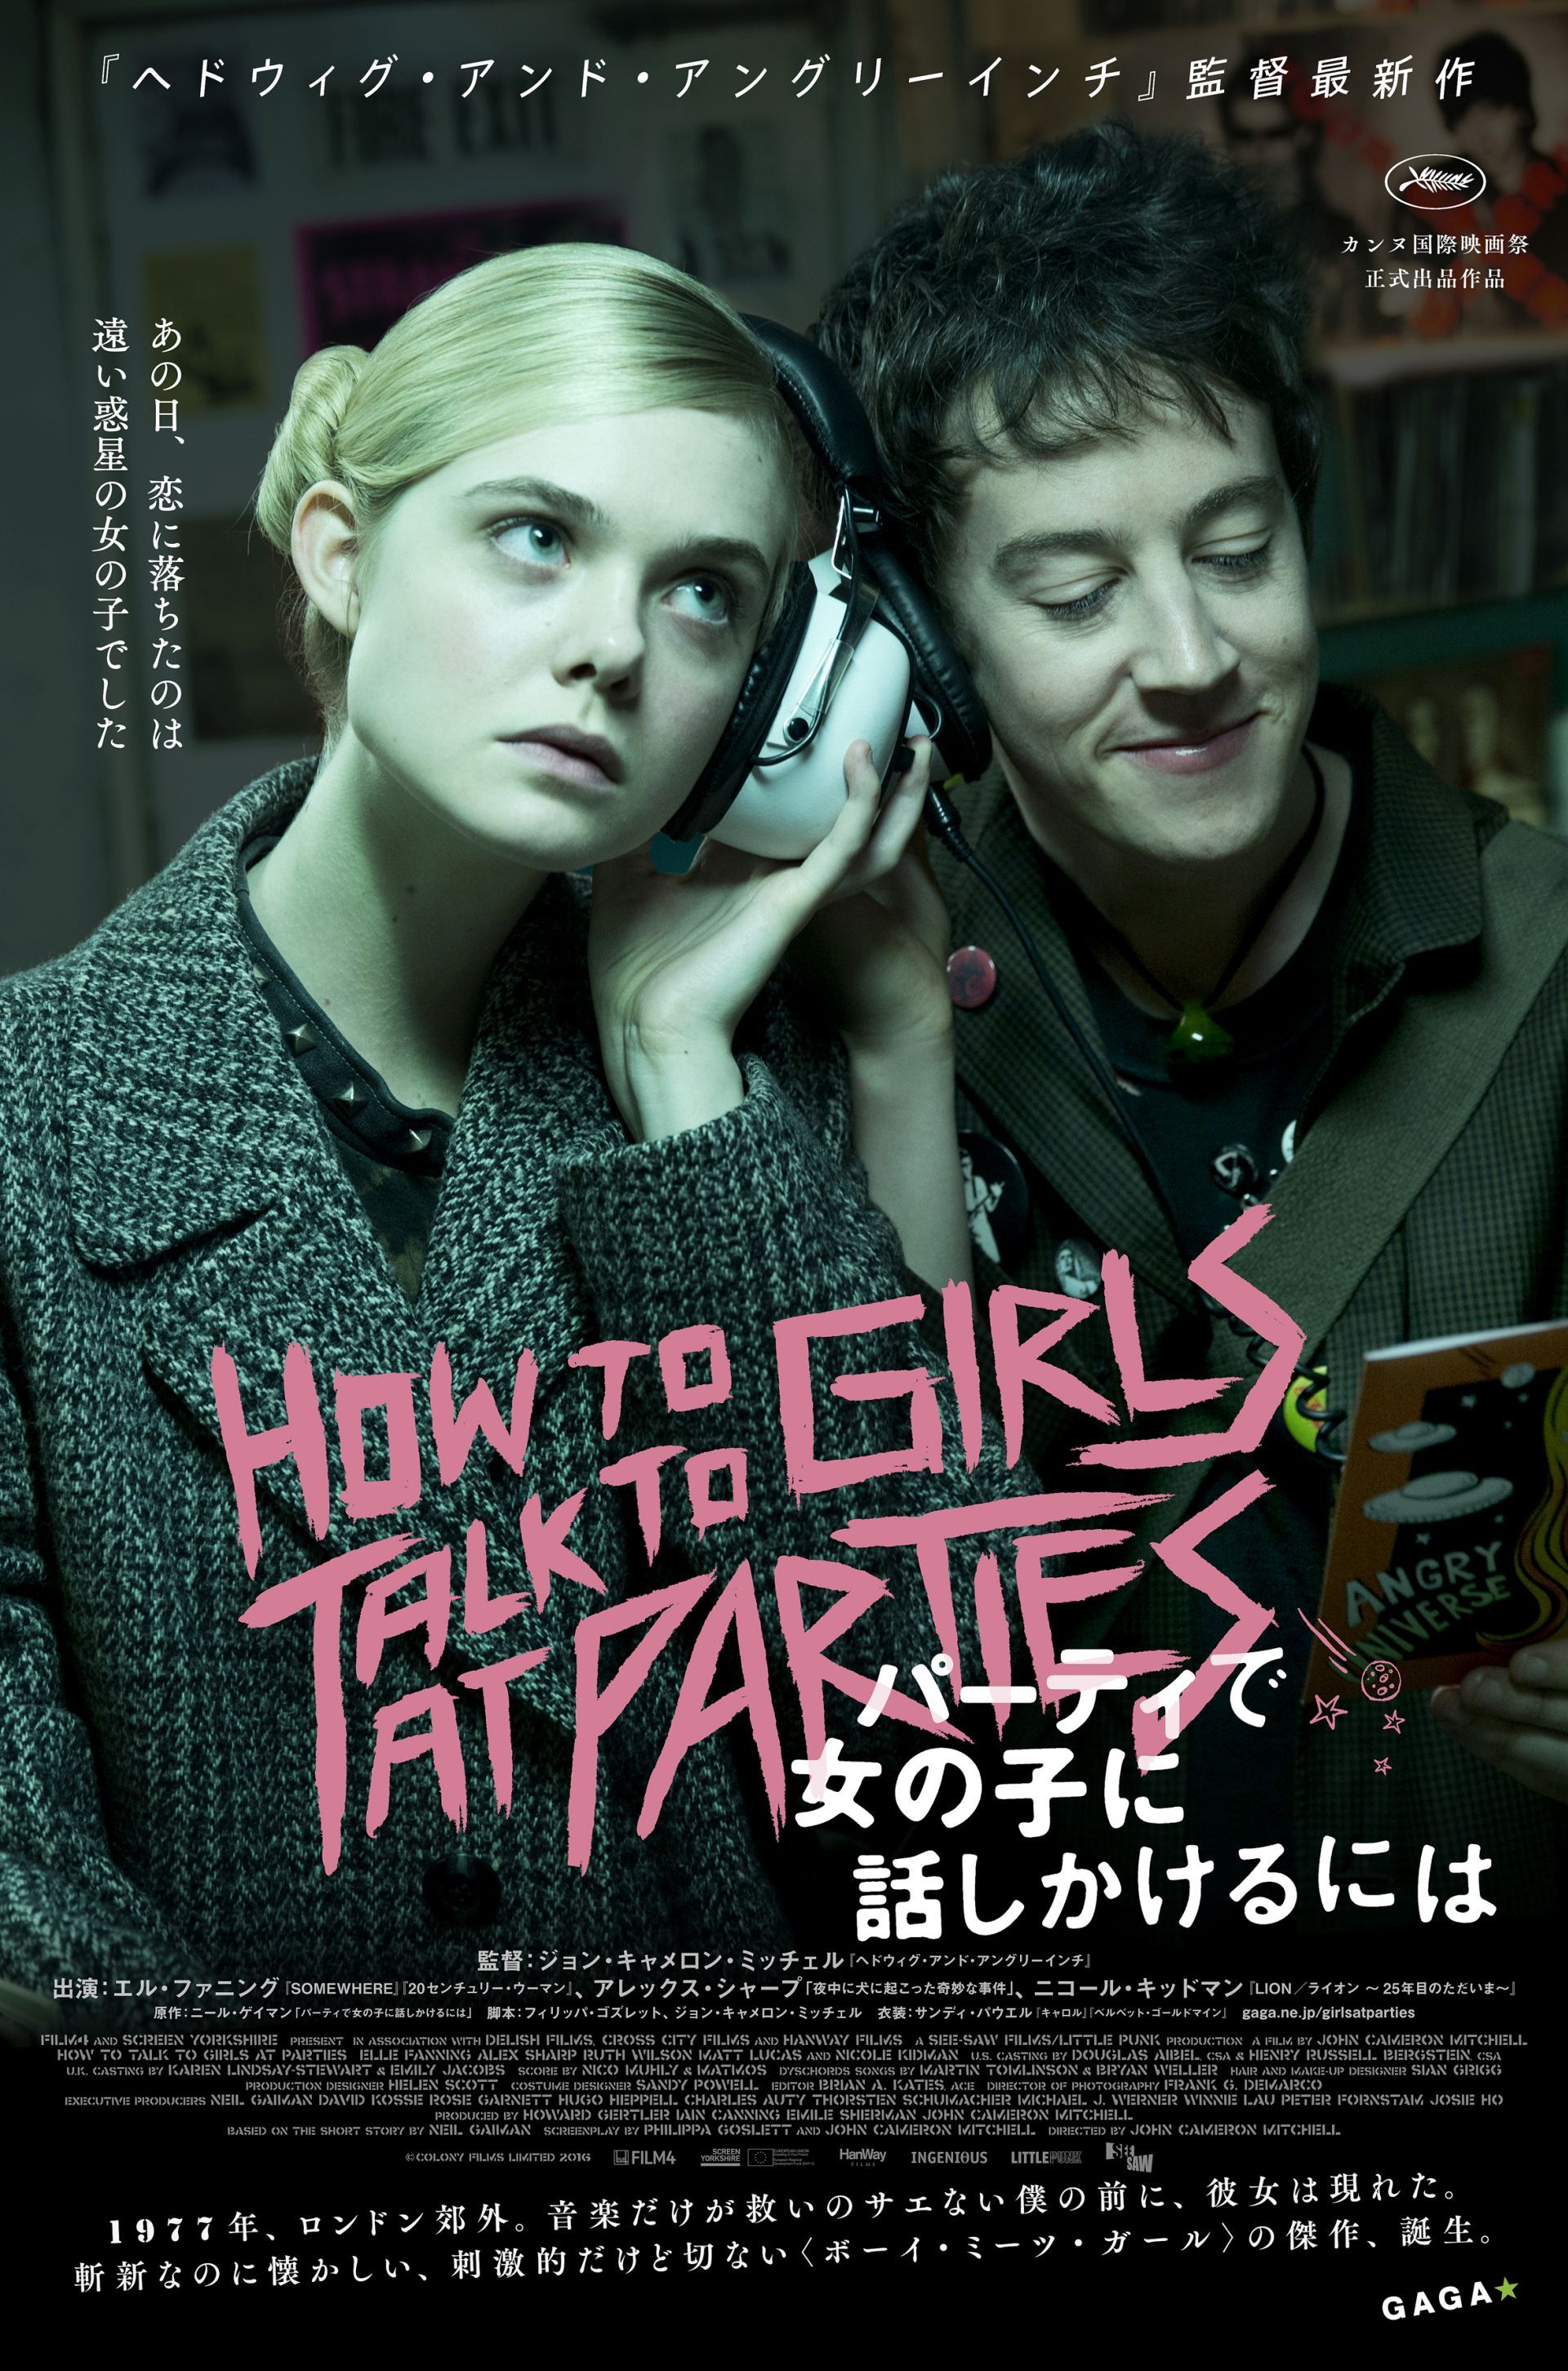 『ヘドウィグ・アンド・アングリーインチ』監督最新作
カンヌ国際映画祭
正式出品作品
あの日、恋に落ちたのは
遠い惑星の女の子でした
FIRE EXIT
HOW TO
TALK TO GIRLS
AT PARTIES
ANGRY
パーティで
女の子に
話しかけるには
監督：ジョン・キャメロン・ミッチェル『ヘドウィグ・アンド・アングリーインチ』
出演：エル・ファニング『SOMEWHERE』『20センチュリー・ウーマン』、アレックス・シャープ「夜中に犬に起こった奇妙な事件」、ニコール・キッドマン『LION／ライオン ～25年目のただいま～』
原作：ニール・ゲイマン「パーティで女の子に話しかけるには」 脚本：フィリッパ・ゴズレット、ジョン・キャメロン・ミッチェル 衣装：サンディ・パウエル『キャロル』『ベルベット・ゴールドマイン』 gaga.ne.jp/girlsatparties
FILM4 AND SCREEN YORKSHIRE PRESENT IN ASSOCIATION WITH DELISH FILMS, CROSS CITY FILMS AND HANWAY FILMS A SEE-SAW FILMS/LITTLE PUNK PRODUCTION A FILM BY JOHN CAMERON MITCHELL
HOW TO TALK TO GIRLS AT PARTIES ELLE FANNING ALEX SHARP RUTH WILSON MATT LUCAS AND NICOLE KIDMAN U.S. CASTING BY DOUGLAS AIBEL, CSA & HENRY RUSSELL BERGSTEIN, CSA
U.K. CASTING BY KAREN LINDSAY-STEWART & EMILY JACOBS SCORE BY NICO MUHLY & MATMOS DYSCHORDS SONGS BY MARTIN TOMLINSON & BRYAN WELLER HAIR AND MAKE-UP DESIGNER SIAN GRIGG
PRODUCTION DESIGNER HELEN SCOTT COSTUME DESIGNER SANDY POWELL EDITOR BRIAN A. KATES, ACE DIRECTOR OF PHOTOGRAPHY FRANK G. DEMARCO
EXECUTIVE PRODUCERS NEIL GAIMAN DAVID KOSSE ROSE GARNETT HUGO HEPPELL CHARLES AUTY THORSTEN SCHUMACHER MICHAEL J. WERNER WINNIE LAU PETER FORNSTAM JOSIE HO
PRODUCED BY HOWARD GERTLER IAIN CANNING EMILE SHERMAN JOHN CAMERON MITCHELL
BASED ON THE SHORT STORY BY NEIL GAIMAN SCREENPLAY BY PHILIPPA GOSLETT AND JOHN CAMERON MITCHELL DIRECTED BY JOHN CAMERON MITCHELL
©COLONY FILMS LIMITED 2016 FILM4 SCREEN YORKSHIRE HanWay FILMS INGENIOUS LITTLE PUNK SEE SAW
1977年、ロンドン郊外。音楽だけが救いのサエない僕の前に、彼女は現れた。
斬新なのに懐かしい、刺激的だけど切ない〈ボーイ・ミーツ・ガール〉の傑作、誕生。
GAGA★